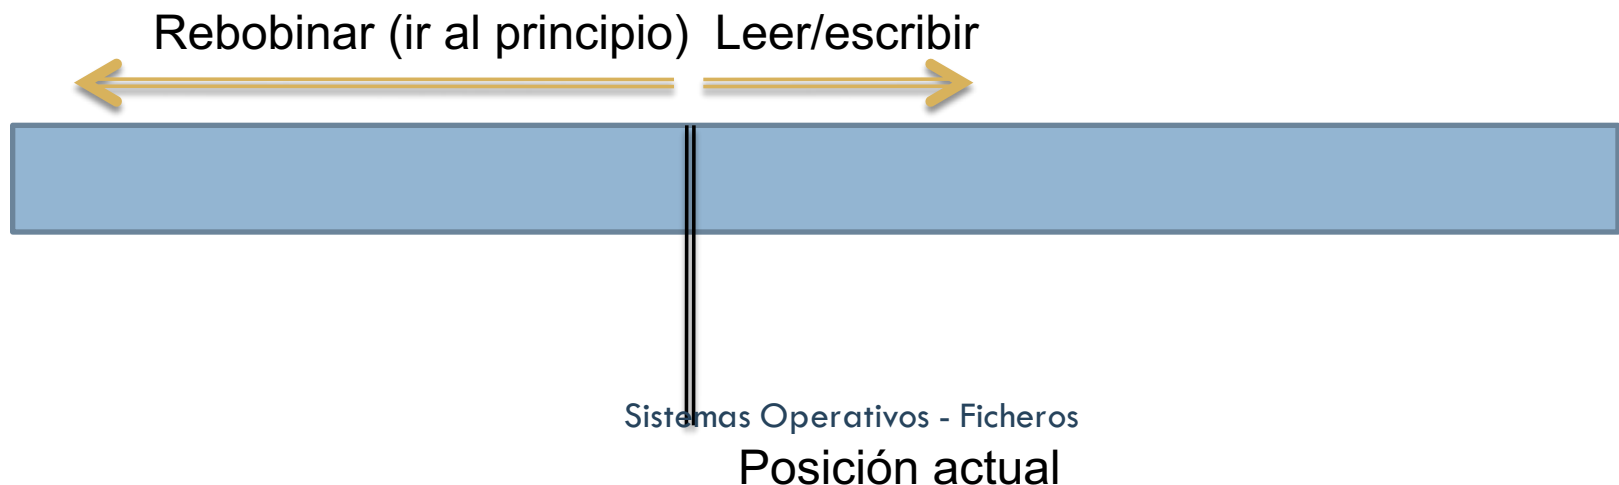 Rebobinar (ir al principio) Leer/escribir
Sistemas Operativos - Ficheros
Posición actual